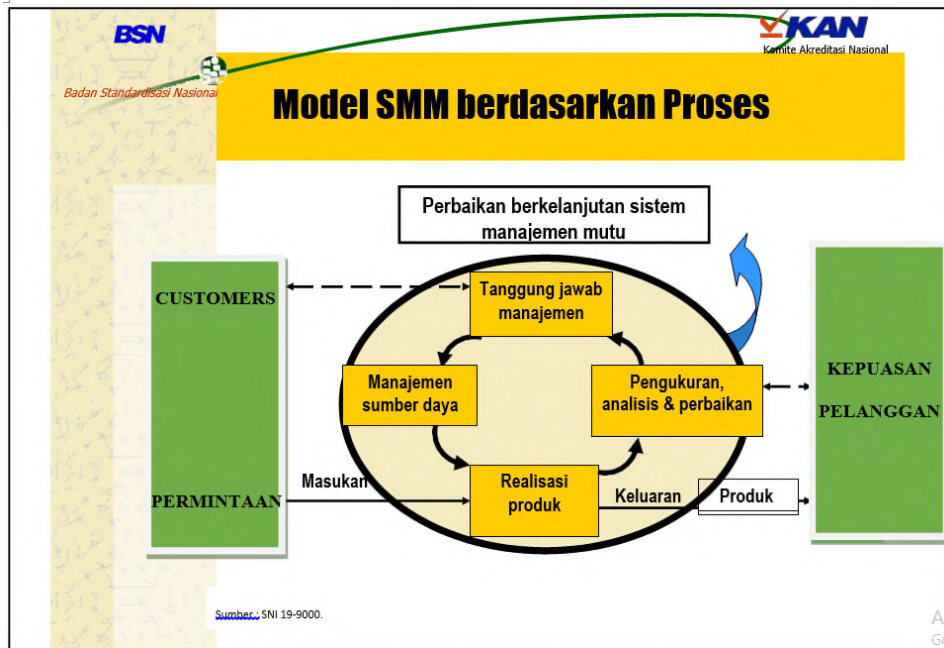 BSN
KAN
Komite Akreditasi Nasional
Badan Standardisasi Nasional
Model SMM berdasarkan Proses
Perbaikan berkelanjutan sistem
manajemen mutu
CUSTOMERS
Tanggung jawab
manajemen
Manajemen
sumber daya
Pengukuran,
analisis & perbaikan
KEPUASAN
PELANGGAN
Masukan
PERMINTAAN
Realisasi
produk
Keluaran
Produk
Sumber : SNI 19-9000.